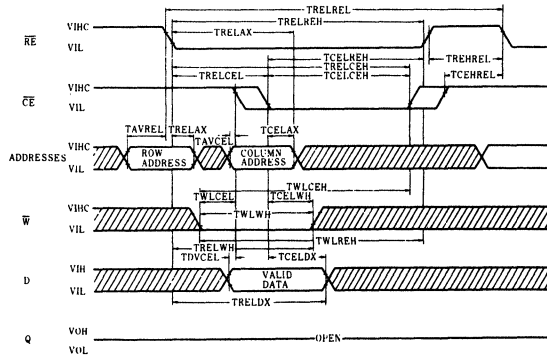 TRELREL
VIHC
TRELREH
RE
TRELAX
VIL
TCELREH
TREHREL
TRELCEH
TRELCEL
TCELCEH
TCEHREL
VIHC
CE
VIL
TAVREL
TRELAX
TAVCEL
TCELAX
VIHC
ADDRESSES
ROW ADDRESS
COLUMN ADDRESS
VIL
TWLCEH
TWLCEL
TCELWH
VIHC
TWLWH
W
VIL
TWLREH
TRELWH
TDVCEL
TCELDX
VIH
D
VALID DATA
VIL
TRELDX
VOH
Q
OPEN
VOL